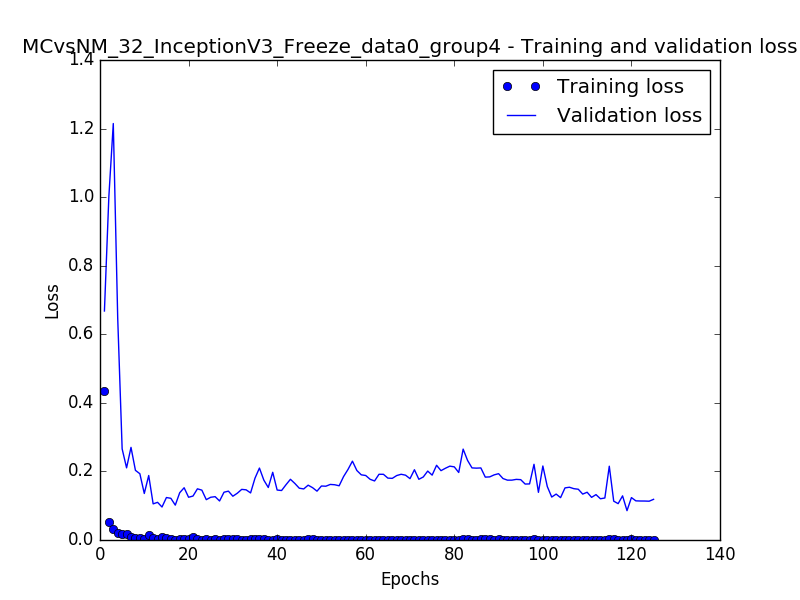 MCvsNM_32_InceptionV3_Freeze_data0_group4 - Training and validation loss
1.4
1.2
1.0
0.8
0.6
0.4
0.2
0.0
Loss
Training loss
Validation loss
0 20 40 60 80 100 120 140
Epochs